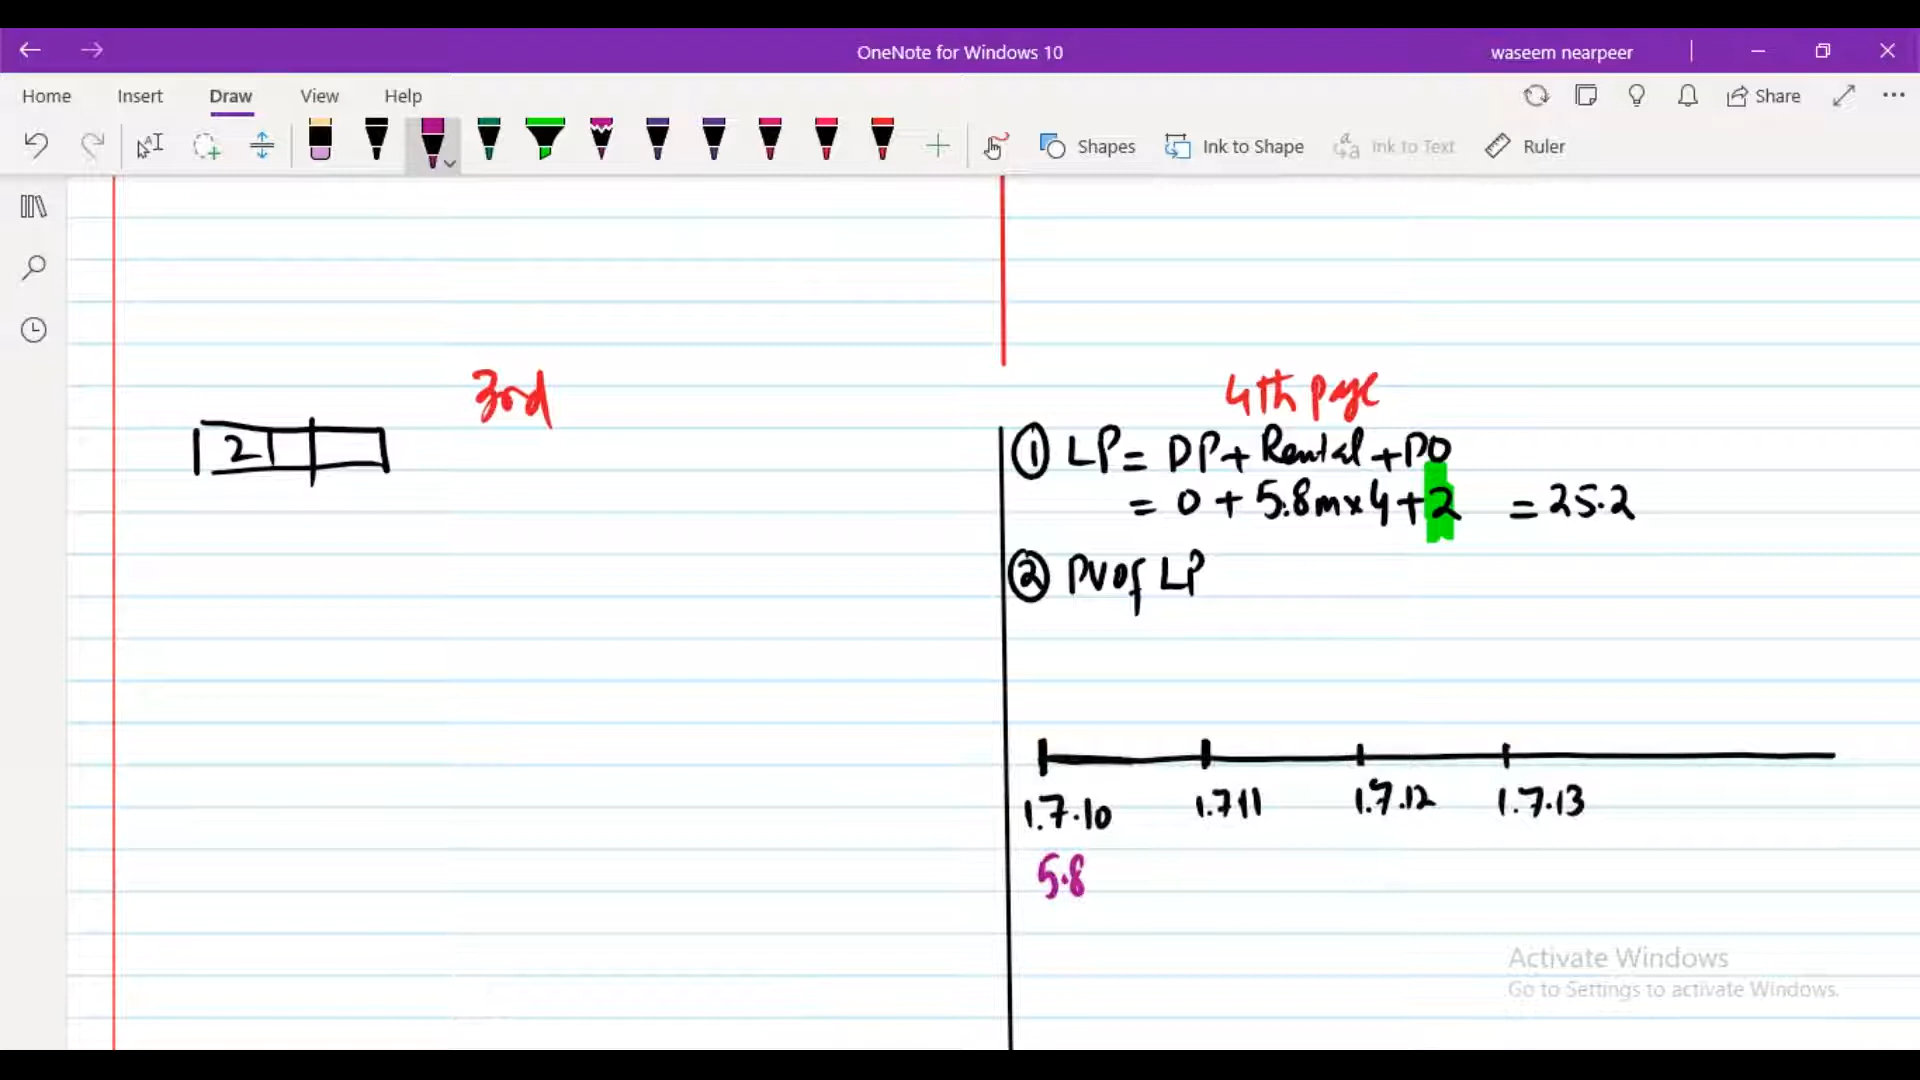 OneNote for Windows 10
waseem nearpeer
Home Insert Draw View Help
Share
Shapes Ink to Shape Ink to Text Ruler
3rd
21
4th page
① LP = DP + Rental + PO
= 0 + 5.8m x 4 + 2 = 25.2
② PV of LP
1.7.10 1.7.11 1.7.12 1.7.13
5.8
Activate Windows
Go to Settings to activate Windows.